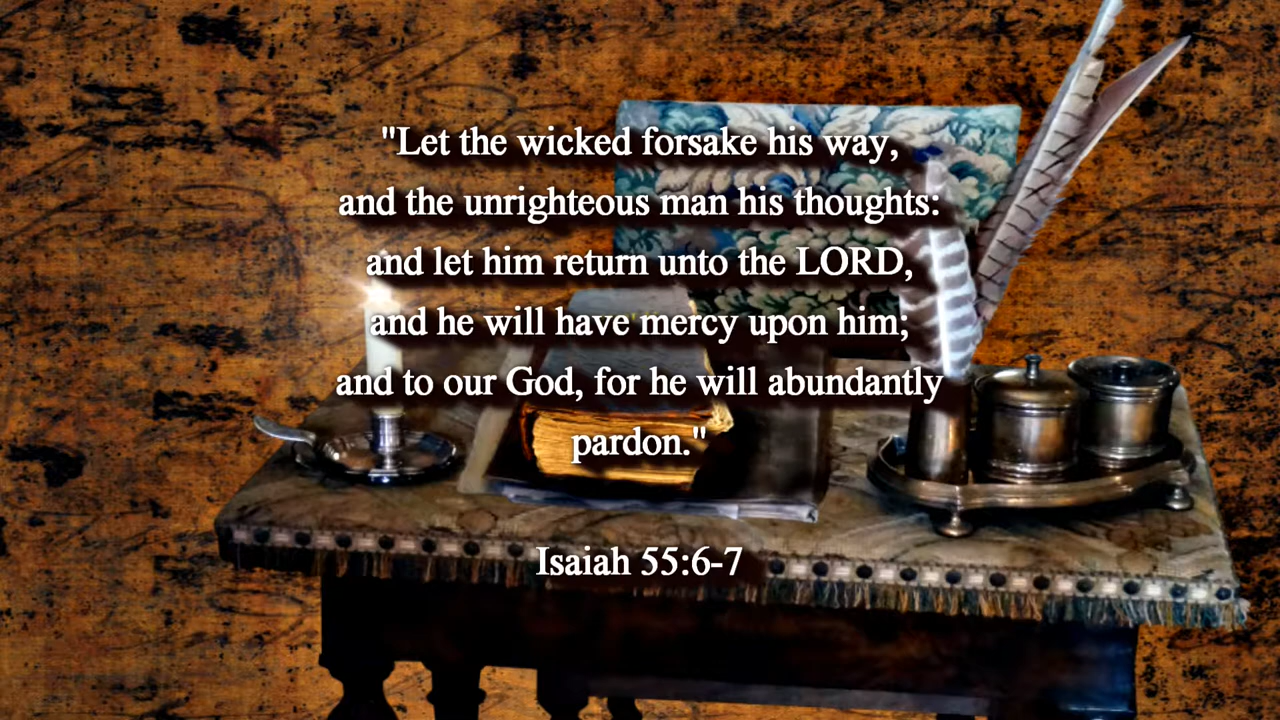 "Let the wicked forsake his way,
and the unrighteous man his thoughts:
and let him return unto the LORD,
and he will have mercy upon him;
and to our God, for he will abundantly
pardon."
Isaiah 55:6-7